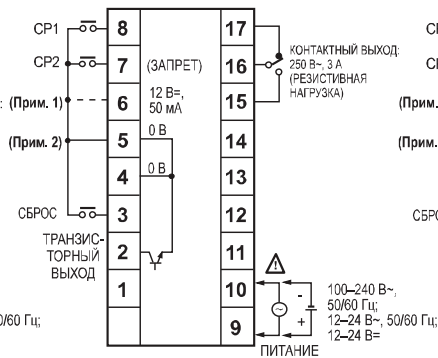 СР1
8
17
СР2
7
(ЗАПРЕТ)
16
КОНТАКТНЫЙ ВЫХОД:
250 В~, 3 А
(РЕЗИСТИВНАЯ
НАГРУЗКА)
: (Прим. 1)
6
12 В=,
50 мА
15
(Прим.
(Прим. 2)
5
0 В
14
(Прим.
4
0 В
13
СБРОС
3
12
СБРОС
ТРАНЗИС-
ТОРНЫЙ
ВЫХОД
2
11
1
10
100–240 В~,
50/60 Гц;
12–24 В~, 50/60 Гц;
12–24 В=
- 
+
0/60 Гц;
9
ПИТАНИЕ